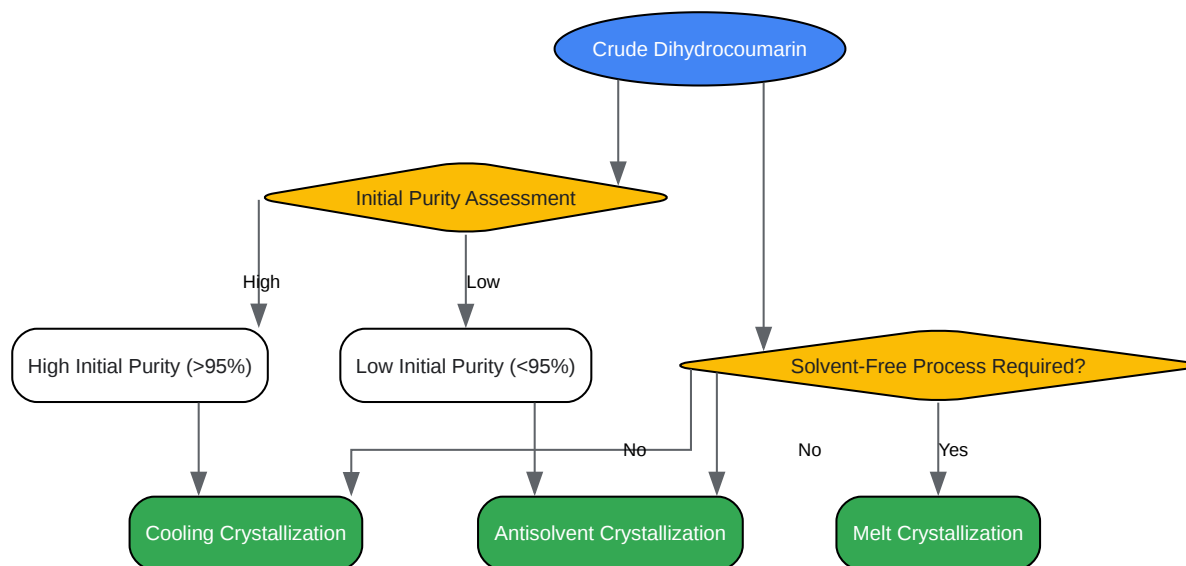 Crude Dihydrocoumarin
Initial Purity Assessment
High
Low
High Initial Purity (>95%)
Low Initial Purity (<95%)
Solvent-Free Process Required?
No
No
Yes
Cooling Crystallization
Antisolvent Crystallization
Melt Crystallization